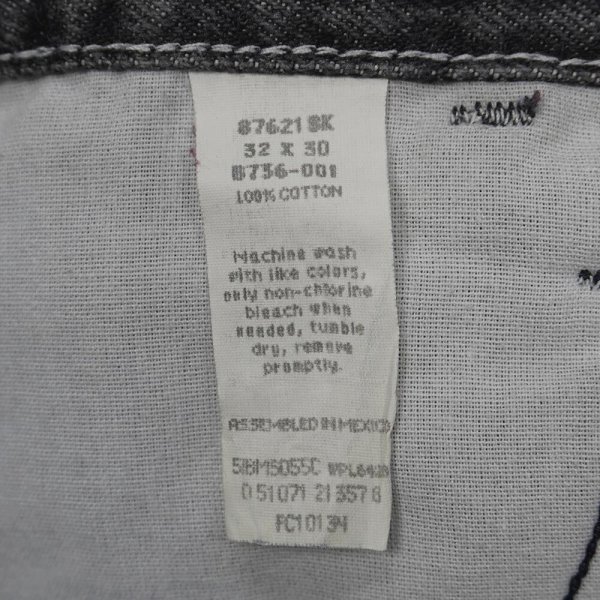 87621 BK
32 X 30
8736-001
100% COTTON
Machine wash
with like colors,
only non-chlorine
bleach when
needed, tumble
dry, remove
promptly.
ASSEMBLED IN MEXICO
0 51071 21357 6
FC10134